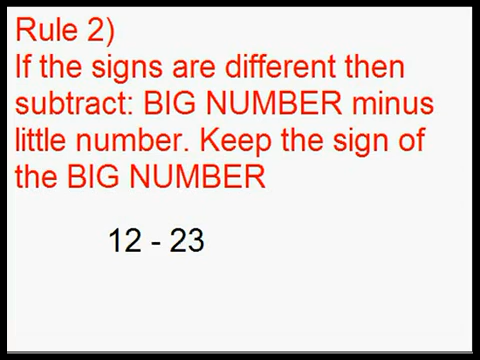 Rule 2)
If the signs are different then
subtract: BIG NUMBER minus
little number. Keep the sign of
the BIG NUMBER
12 - 23